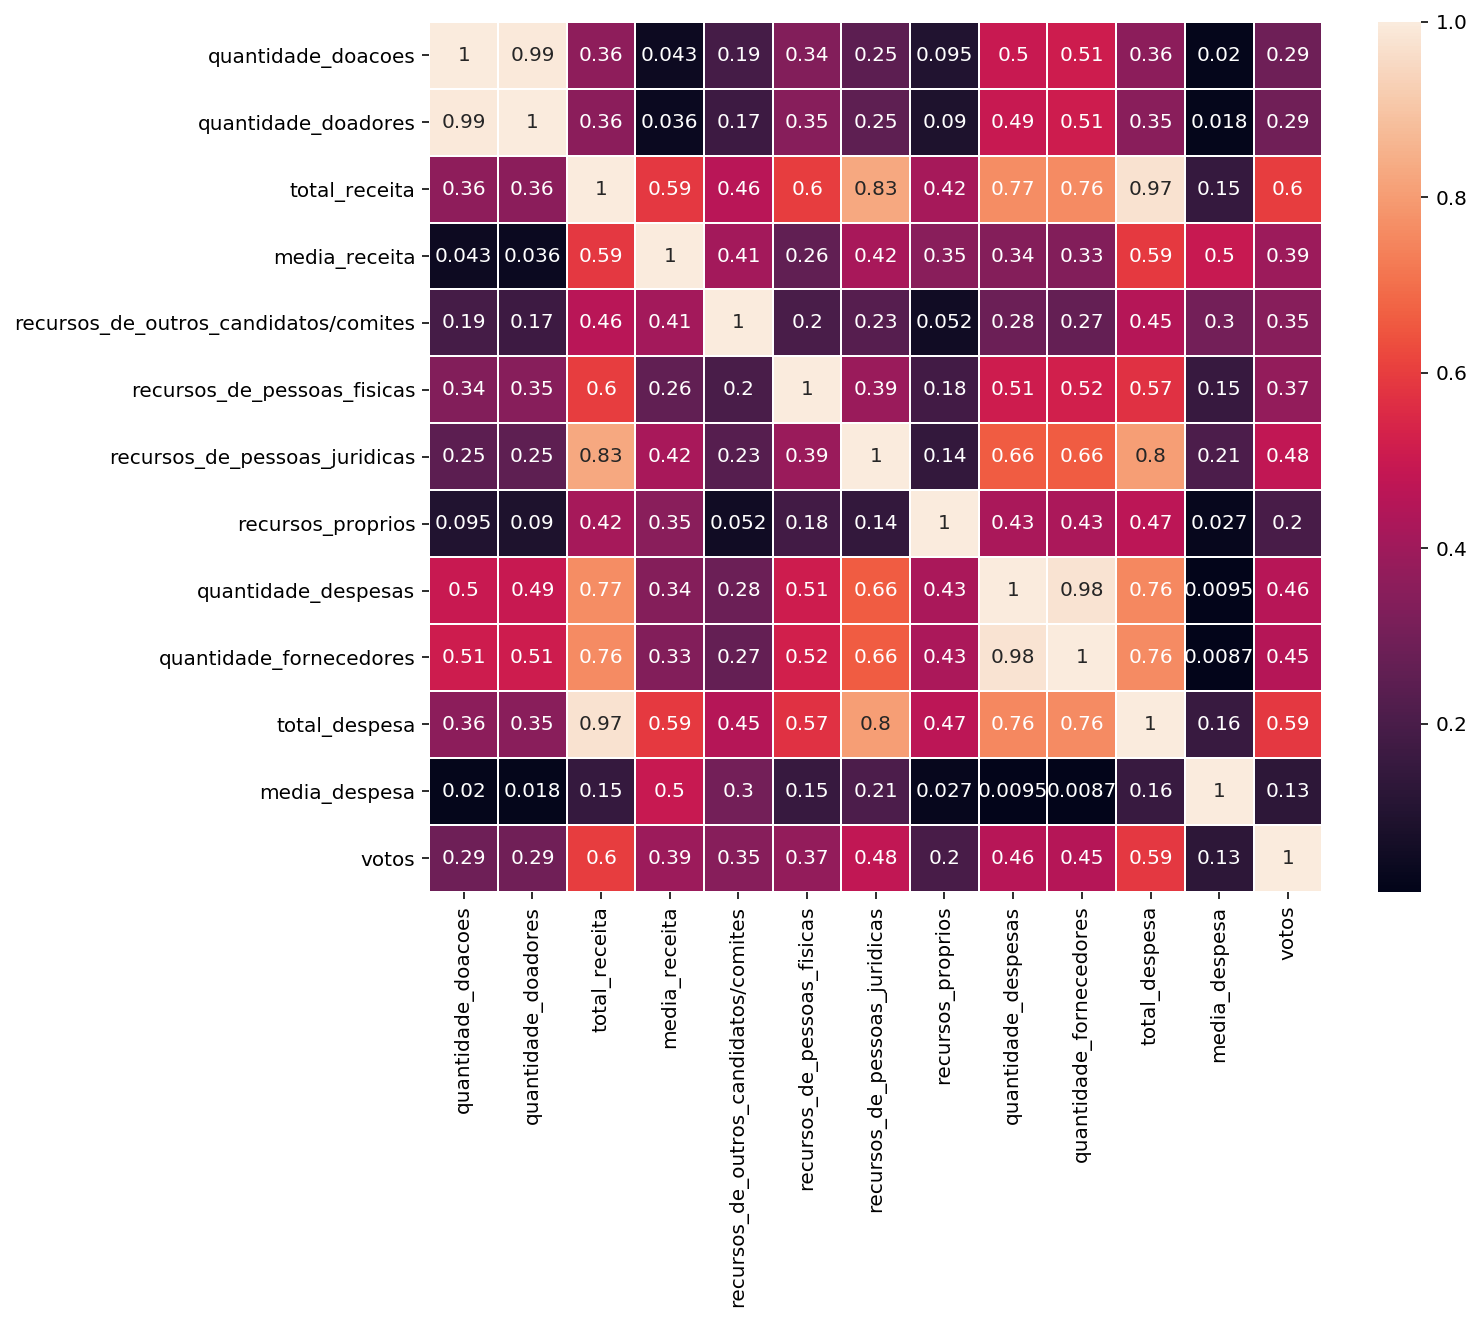 quantidade_doacoes 1 0.99 0.36 0.043 0.19 0.34 0.25 0.095 0.5 0.51 0.36 0.02 0.29
quantidade_doadores 0.99 1 0.36 0.036 0.17 0.35 0.25 0.09 0.49 0.51 0.35 0.018 0.29
total_receita 0.36 0.36 1 0.59 0.46 0.6 0.83 0.42 0.77 0.76 0.97 0.15 0.6
media_receita 0.043 0.036 0.59 1 0.41 0.26 0.42 0.35 0.34 0.33 0.59 0.5 0.39
recursos_de_outros_candidatos/comites 0.19 0.17 0.46 0.41 1 0.2 0.23 0.052 0.28 0.27 0.45 0.3 0.35
recursos_de_pessoas_fisicas 0.34 0.35 0.6 0.26 0.2 1 0.39 0.18 0.51 0.52 0.57 0.15 0.37
recursos_de_pessoas_juridicas 0.25 0.25 0.83 0.42 0.23 0.39 1 0.14 0.66 0.66 0.8 0.21 0.48
recursos_proprios 0.095 0.09 0.42 0.35 0.052 0.18 0.14 1 0.43 0.43 0.47 0.027 0.2
quantidade_despesas 0.5 0.49 0.77 0.34 0.28 0.51 0.66 0.43 1 0.98 0.76 0.0095 0.46
quantidade_fornecedores 0.51 0.51 0.76 0.33 0.27 0.52 0.66 0.43 0.98 1 0.76 0.0087 0.45
total_despesa 0.36 0.35 0.97 0.59 0.45 0.57 0.8 0.47 0.76 0.76 1 0.16 0.59
media_despesa 0.02 0.018 0.15 0.5 0.3 0.15 0.21 0.027 0.0095 0.0087 0.16 1 0.13
votos 0.29 0.29 0.6 0.39 0.35 0.37 0.48 0.2 0.46 0.45 0.59 0.13 1
quantidade_doacoes
quantidade_doadores
total_receita
media_receita
recursos_de_outros_candidatos/comites
recursos_de_pessoas_fisicas
recursos_de_pessoas_juridicas
recursos_proprios
quantidade_despesas
quantidade_fornecedores
total_despesa
media_despesa
votos
1.0
0.8
0.6
0.4
0.2